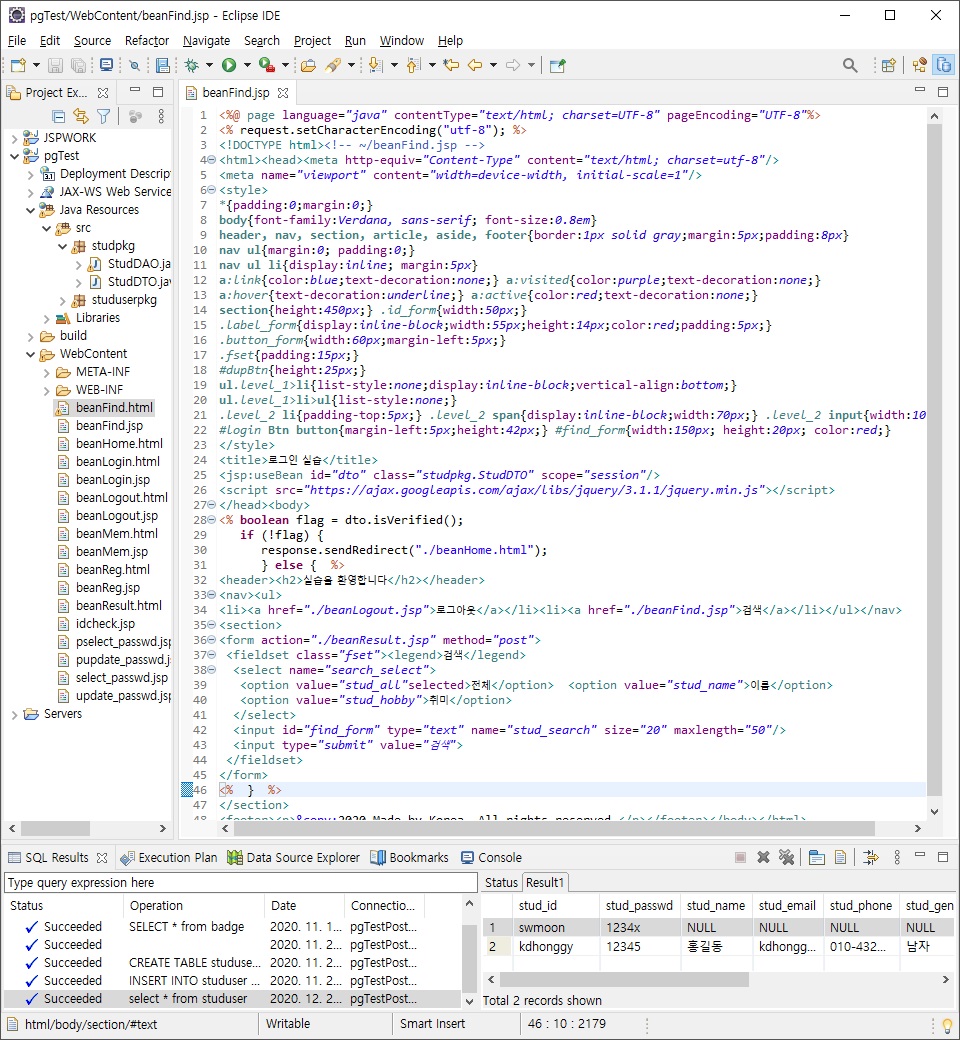 pgTest/WebContent/beanFind.jsp - Eclipse IDE
File Edit Source Refactor Navigate Search Project Run Window Help
Project Ex...
JSPWORK
pgTest
Deployment Descrip
JAX-WS Web Service
Java Resources
src
studpkg
StudDAO.ja
StudDTO.jav
studuserpkg
Libraries
build
WebContent
META-INF
WEB-INF
beanFind.html
beanFind.jsp
beanHome.html
beanLogin.html
beanLogin.jsp
beanLogout.html
beanLogout.jsp
beanMem.html
beanMem.jsp
beanReg.html
beanReg.jsp
beanResult.html
idcheck.jsp
pselect_passwd.jsp
pupdate_passwd.js
select_passwd.jsp
update_passwd.jsp
Servers
beanFind.jsp
1 <%@ page language="java" contentType="text/html; charset=UTF-8" pageEncoding="UTF-8"%>
2 <% request.setCharacterEncoding("utf-8"); %>
3 <!DOCTYPE html><!-- ~/beanFind.jsp -->
4 <html><head><meta http-equiv="Content-Type" content="text/html; charset=utf-8"/>
5 <meta name="viewport" content="width=device-width, initial-scale=1"/>
6 <style>
7 *{padding:0;margin:0;}
8 body{font-family:Verdana, sans-serif; font-size:0.8em}
9 header, nav, section, article, aside, footer{border:1px solid gray;margin:5px;padding:8px}
10 nav ul{margin:0; padding:0;}
11 nav ul li{display:inline; margin:5px}
12 a:link{color:blue;text-decoration:none;} a:visited{color:purple;text-decoration:none;}
13 a:hover{text-decoration:underline;} a:active{color:red;text-decoration:none;}
14 section{height:450px;} .id_form{width:50px;}
15 .label_form{display:inline-block;width:55px;height:14px;color:red;padding:5px;}
16 .button_form{width:60px;margin-left:5px;}
17 .fset{padding:15px;}
18 #dupBtn{height:25px;}
19 ul.level_1>li{list-style:none;display:inline-block;vertical-align:bottom;}
20 ul.level_1>li>ul{list-style:none;}
21 .level_2 li{padding-top:5px;} .level_2 span{display:inline-block;width:70px;} .level_2 input{width:10
22 #login Btn button{margin-left:5px;height:42px;} #find_form{width:150px; height:20px; color:red;}
23 </style>
24 <title>로그인 실습</title>
25 <jsp:useBean id="dto" class="studpkg.StudDTO" scope="session"/>
26 <script src="https://ajax.googleapis.com/ajax/libs/jquery/3.1.1/jquery.min.js"></script>
27 </head><body>
28 <% boolean flag = dto.isVerified();
29 if (!flag) {
30 response.sendRedirect("./beanHome.html");
31 } else { %>
32 <header><h2>실습을 환영합니다</h2></header>
33 <nav><ul>
34 <li><a href="./beanLogout.jsp">로그아웃</a></li><li><a href="./beanFind.jsp">검색</a></li></ul></nav>
35 <section>
36 <form action="./beanResult.jsp" method="post">
37 <fieldset class="fset"><legend>검색</legend>
38 <select name="search_select">
39 <option value="stud_all"selected>전체</option> <option value="stud_name">이름</option>
40 <option value="stud_hobby">취미</option>
41 </select>
42 <input id="find_form" type="text" name="stud_search" size="20" maxlength="50"/>
43 <input type="submit" value="검색">
44 </fieldset>
45 </form>
46 <% } %>
47 </section>
48 <footer><p>&copy;2020 Made by Korea. All rights reserved.</p></footer></body></html>
SQL Results Execution Plan Data Source Explorer Bookmarks Console
Type query expression here
Status Operation Date Connectio...
Succeeded SELECT * from badge 2020. 11. 1... pgTestPost...
Succeeded 2020. 11. 2... pgTestPost...
Succeeded CREATE TABLE studuse... 2020. 11. 2... pgTestPost...
Succeeded INSERT INTO studuser ... 2020. 11. 2... pgTestPost...
Succeeded select * from studuser 2020. 12. 2... pgTestPost...
Status Result1
stud_id stud_passwd stud_name stud_email stud_phone stud_gen
1 swmoon 1234x NULL NULL NULL NULL
2 kdhonggy 12345 홍길동 kdhongg... 010-432... 남자
Total 2 records shown
html/body/section/#text Writable Smart Insert 46 : 10 : 2179